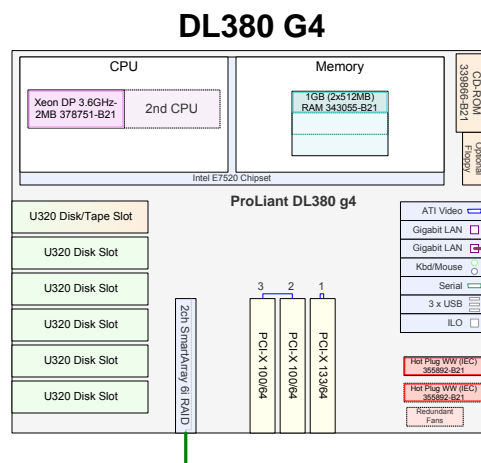 DL380 G4
CPU
Memory
Xeon DP 3.6GHz-
2MB 378751-B21
2nd CPU
1GB (2x512MB)
RAM 343055-B21
CD-ROM
339866-B21
Optional
Floppy
Intel E7520 Chipset
ProLiant DL380 g4
U320 Disk/Tape Slot
U320 Disk Slot
U320 Disk Slot
U320 Disk Slot
U320 Disk Slot
U320 Disk Slot
2ch SmartArray 6i RAID
3
2
1
PCI-X 100/64
PCI-X 100/64
PCI-X 133/64
ATI Video
Gigabit LAN
Gigabit LAN
Kbd/Mouse
Serial
3 x USB
ILO
Hot Plug WW (IEC)
355892-B21
Hot Plug WW (IEC)
355892-B21
Redundant
Fans